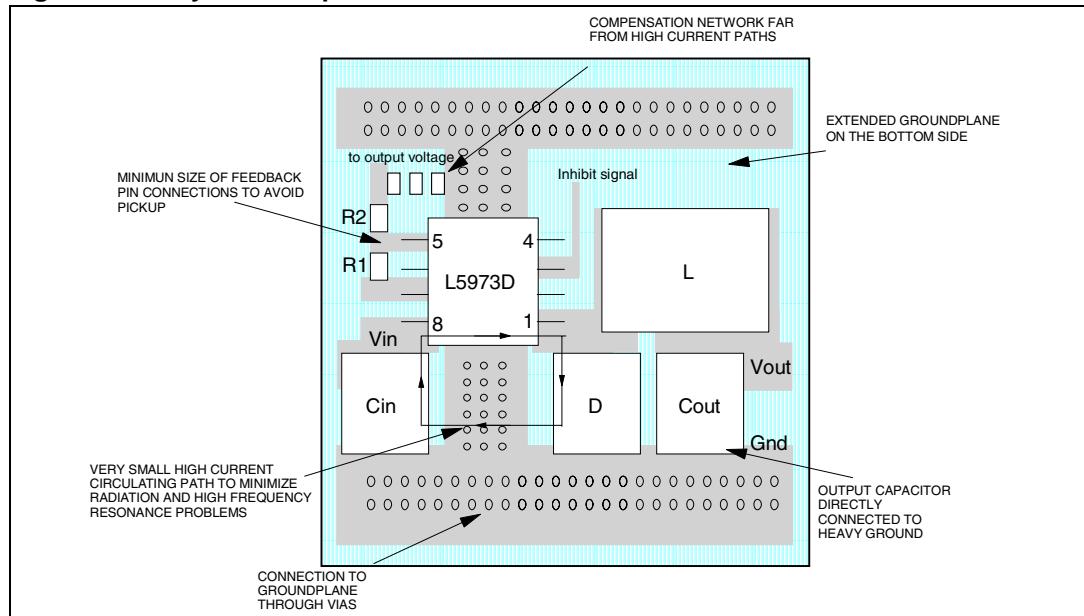 COMPENSATION NETWORK FAR
FROM HIGH CURRENT PATHS
EXTENDED GROUNDPLANE
ON THE BOTTOM SIDE
to output voltage
Inhibit signal
MINIMUN SIZE OF FEEDBACK
PIN CONNECTIONS TO AVOID
PICKUP
R2
5
4
R1
L5973D
L
8
1
Vin
Vout
Cin
D
Cout
Gnd
VERY SMALL HIGH CURRENT
CIRCULATING PATH TO MINIMIZE
RADIATION AND HIGH FREQUENCY
RESONANCE PROBLEMS
OUTPUT CAPACITOR
DIRECTLY
CONNECTED TO
HEAVY GROUND
CONNECTION TO
GROUNDPLANE
THROUGH VIAS